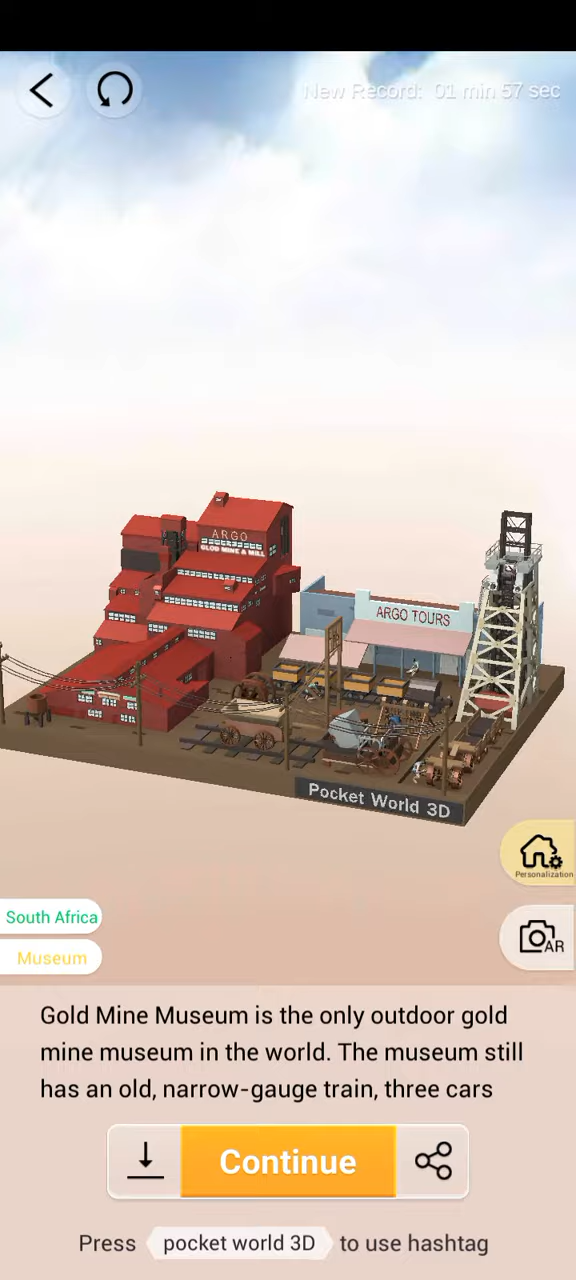 New Record: 01 min 57 sec
ARGO
GLOD MINE & MILL
ARGO TOURS
Pocket World 3D
Personalization
South Africa
AR
Museum
Gold Mine Museum is the only outdoor gold
mine museum in the world. The museum still
has an old, narrow-gauge train, three cars
Continue
Press pocket world 3D to use hashtag